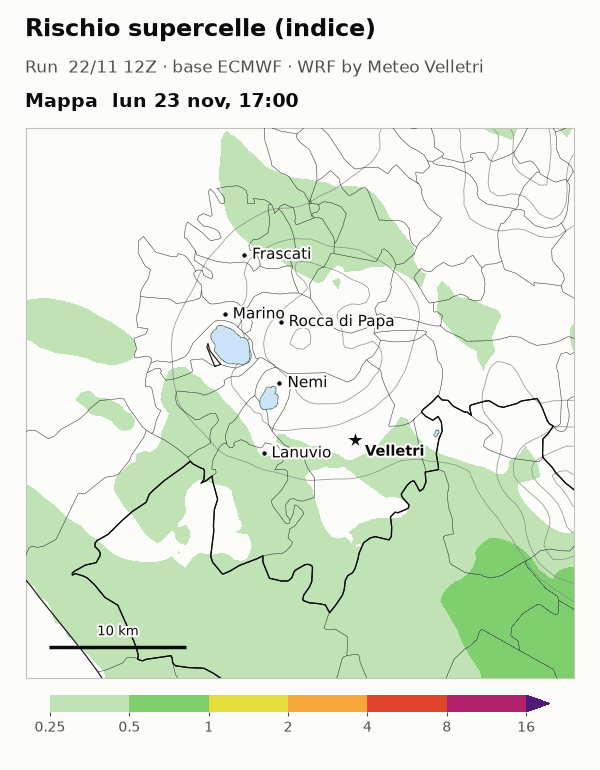 Rischio supercelle (indice)
Run  22/11 12Z · base ECMWF · WRF by Meteo Velletri
Mappa  lun 23 nov, 17:00
Frascati
Marino
Rocca di Papa
Nemi
Velletri
Lanuvio
10 km
0.25 0.5 1 2 4 8 16